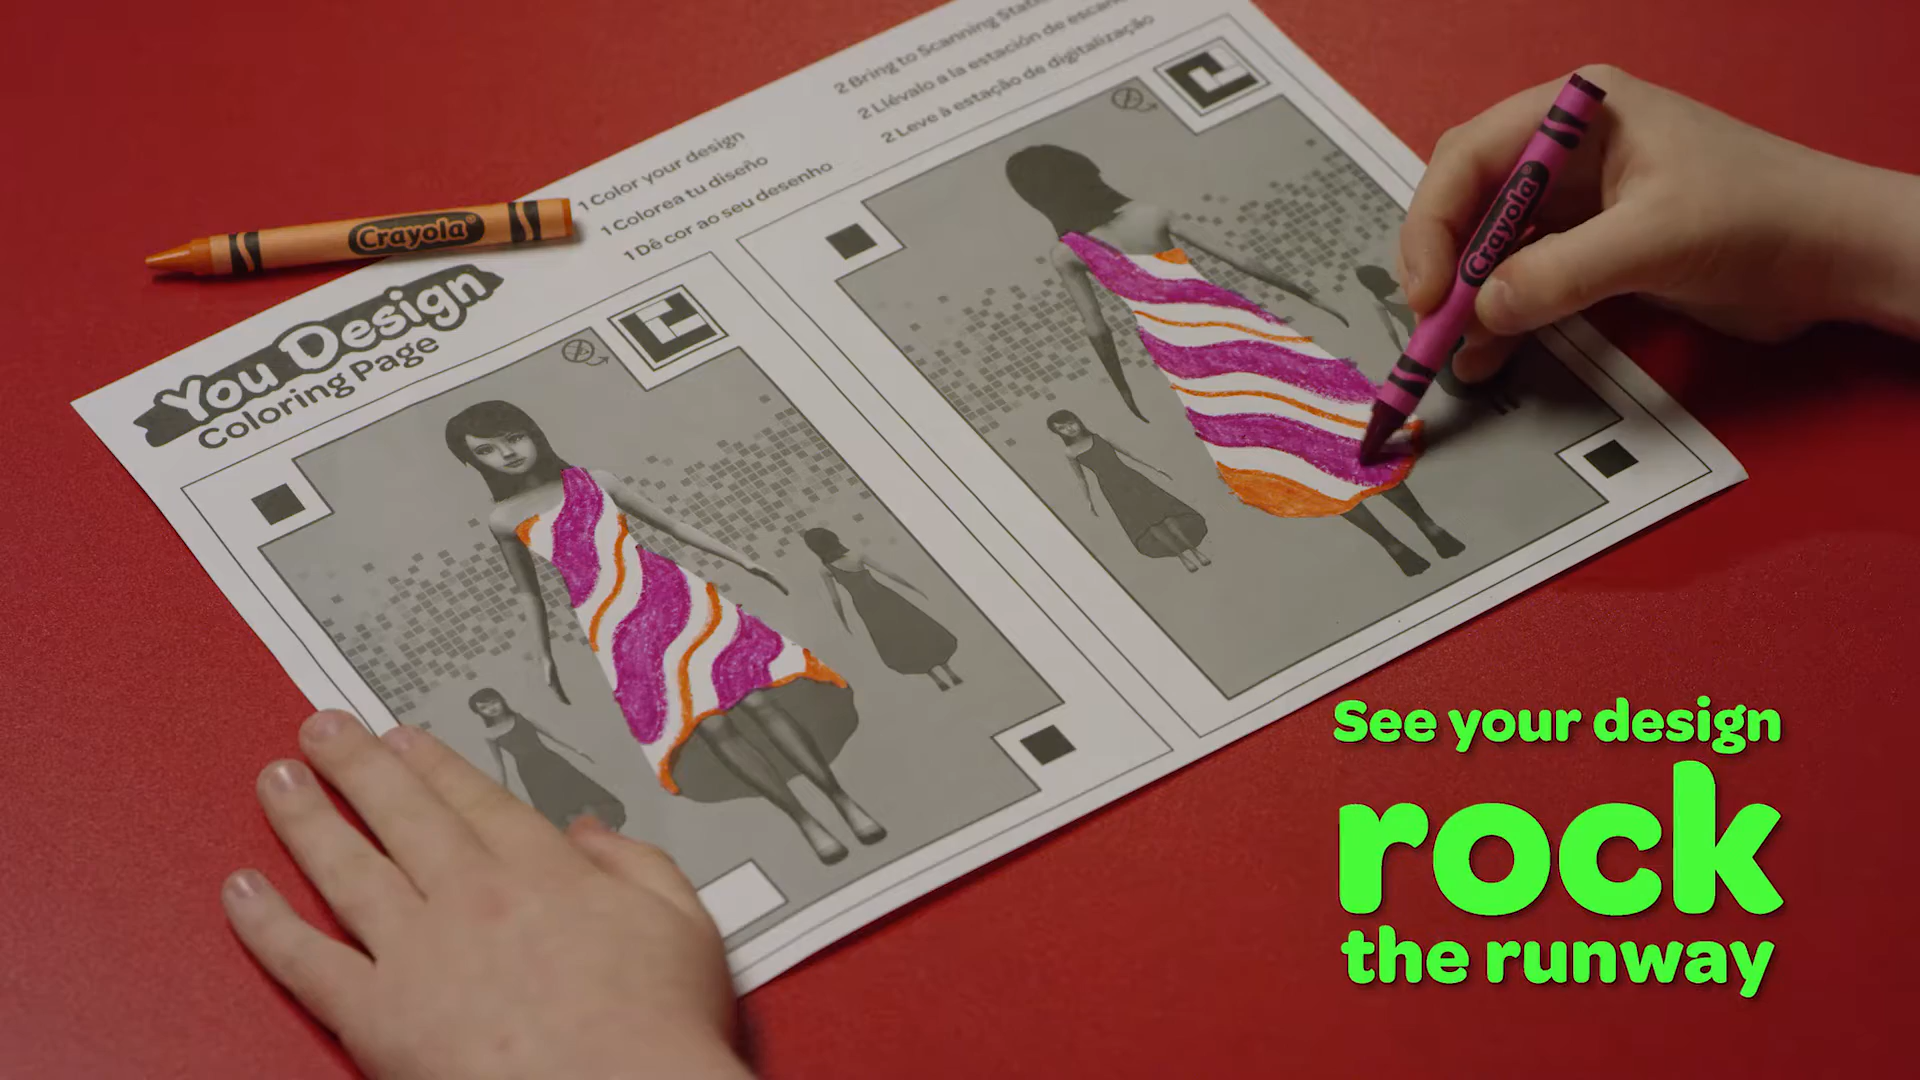 2 Bring to Scanning
2 Llévalo a la estación de
2 Leve à estação de digitalização
1 Color your design
1 Colorea tu diseño
1 Dê cor ao seu desenho
Crayola
Crayola
You Design
Coloring Page
See your design
rock
the runway